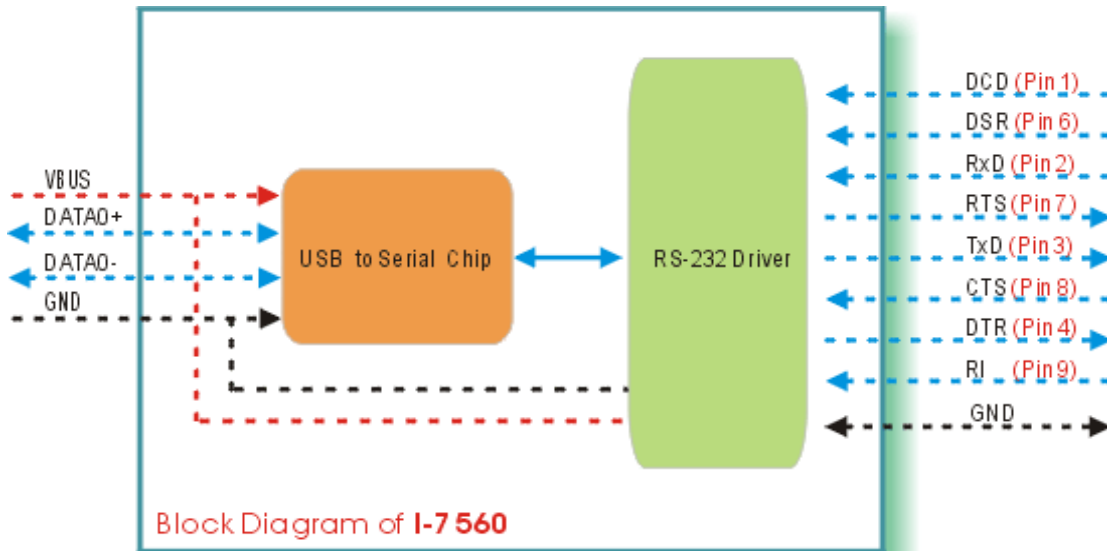 VBUS
DATA0+
DATA0-
GND
USB to Serial Chip
RS-232 Driver
DCD (Pin 1)
DSR (Pin 6)
RxD (Pin 2)
RTS (Pin 7)
TxD (Pin 3)
CTS (Pin 8)
DTR (Pin 4)
RI (Pin 9)
GND
Block Diagram of I-7560